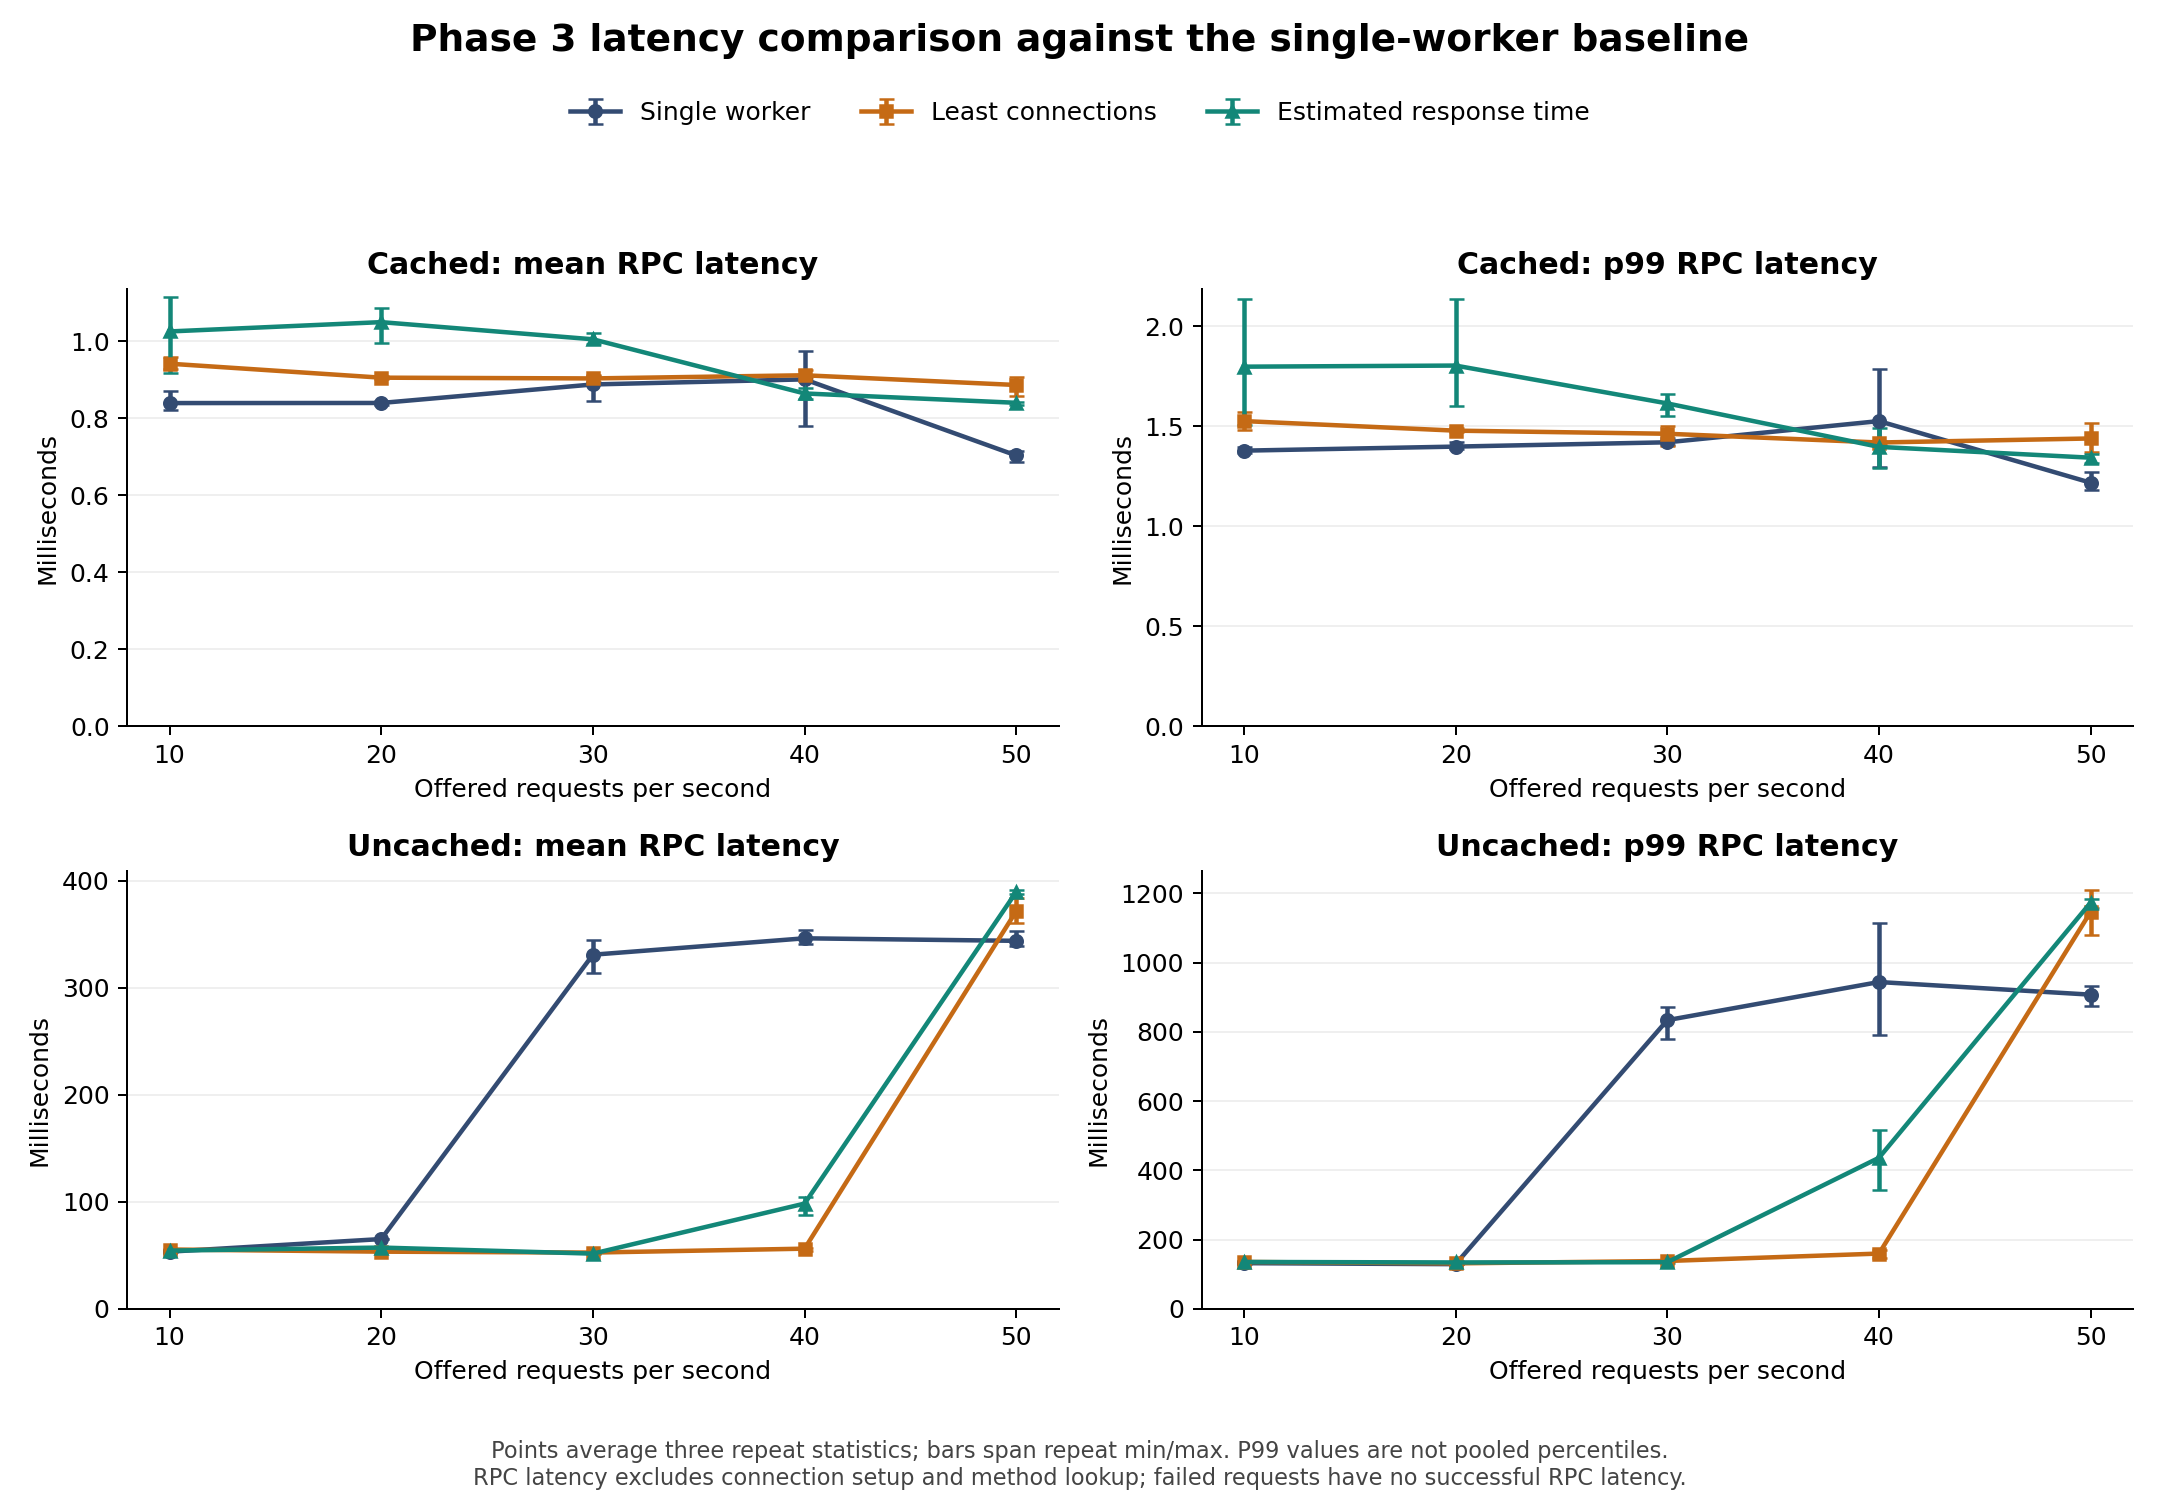 Phase 3 latency comparison against the single-worker baseline
Single worker
Least connections
Estimated response time
Cached: mean RPC latency
Milliseconds
1.0
0.8
0.6
0.4
0.2
0.0
10 20 30 40 50
Offered requests per second
Cached: p99 RPC latency
Milliseconds
2.0
1.5
1.0
0.5
0.0
10 20 30 40 50
Offered requests per second
Uncached: mean RPC latency
Milliseconds
400
300
200
100
0
10 20 30 40 50
Offered requests per second
Uncached: p99 RPC latency
Milliseconds
1200
1000
800
600
400
200
0
10 20 30 40 50
Offered requests per second
Points average three repeat statistics; bars span repeat min/max. P99 values are not pooled percentiles.
RPC latency excludes connection setup and method lookup; failed requests have no successful RPC latency.